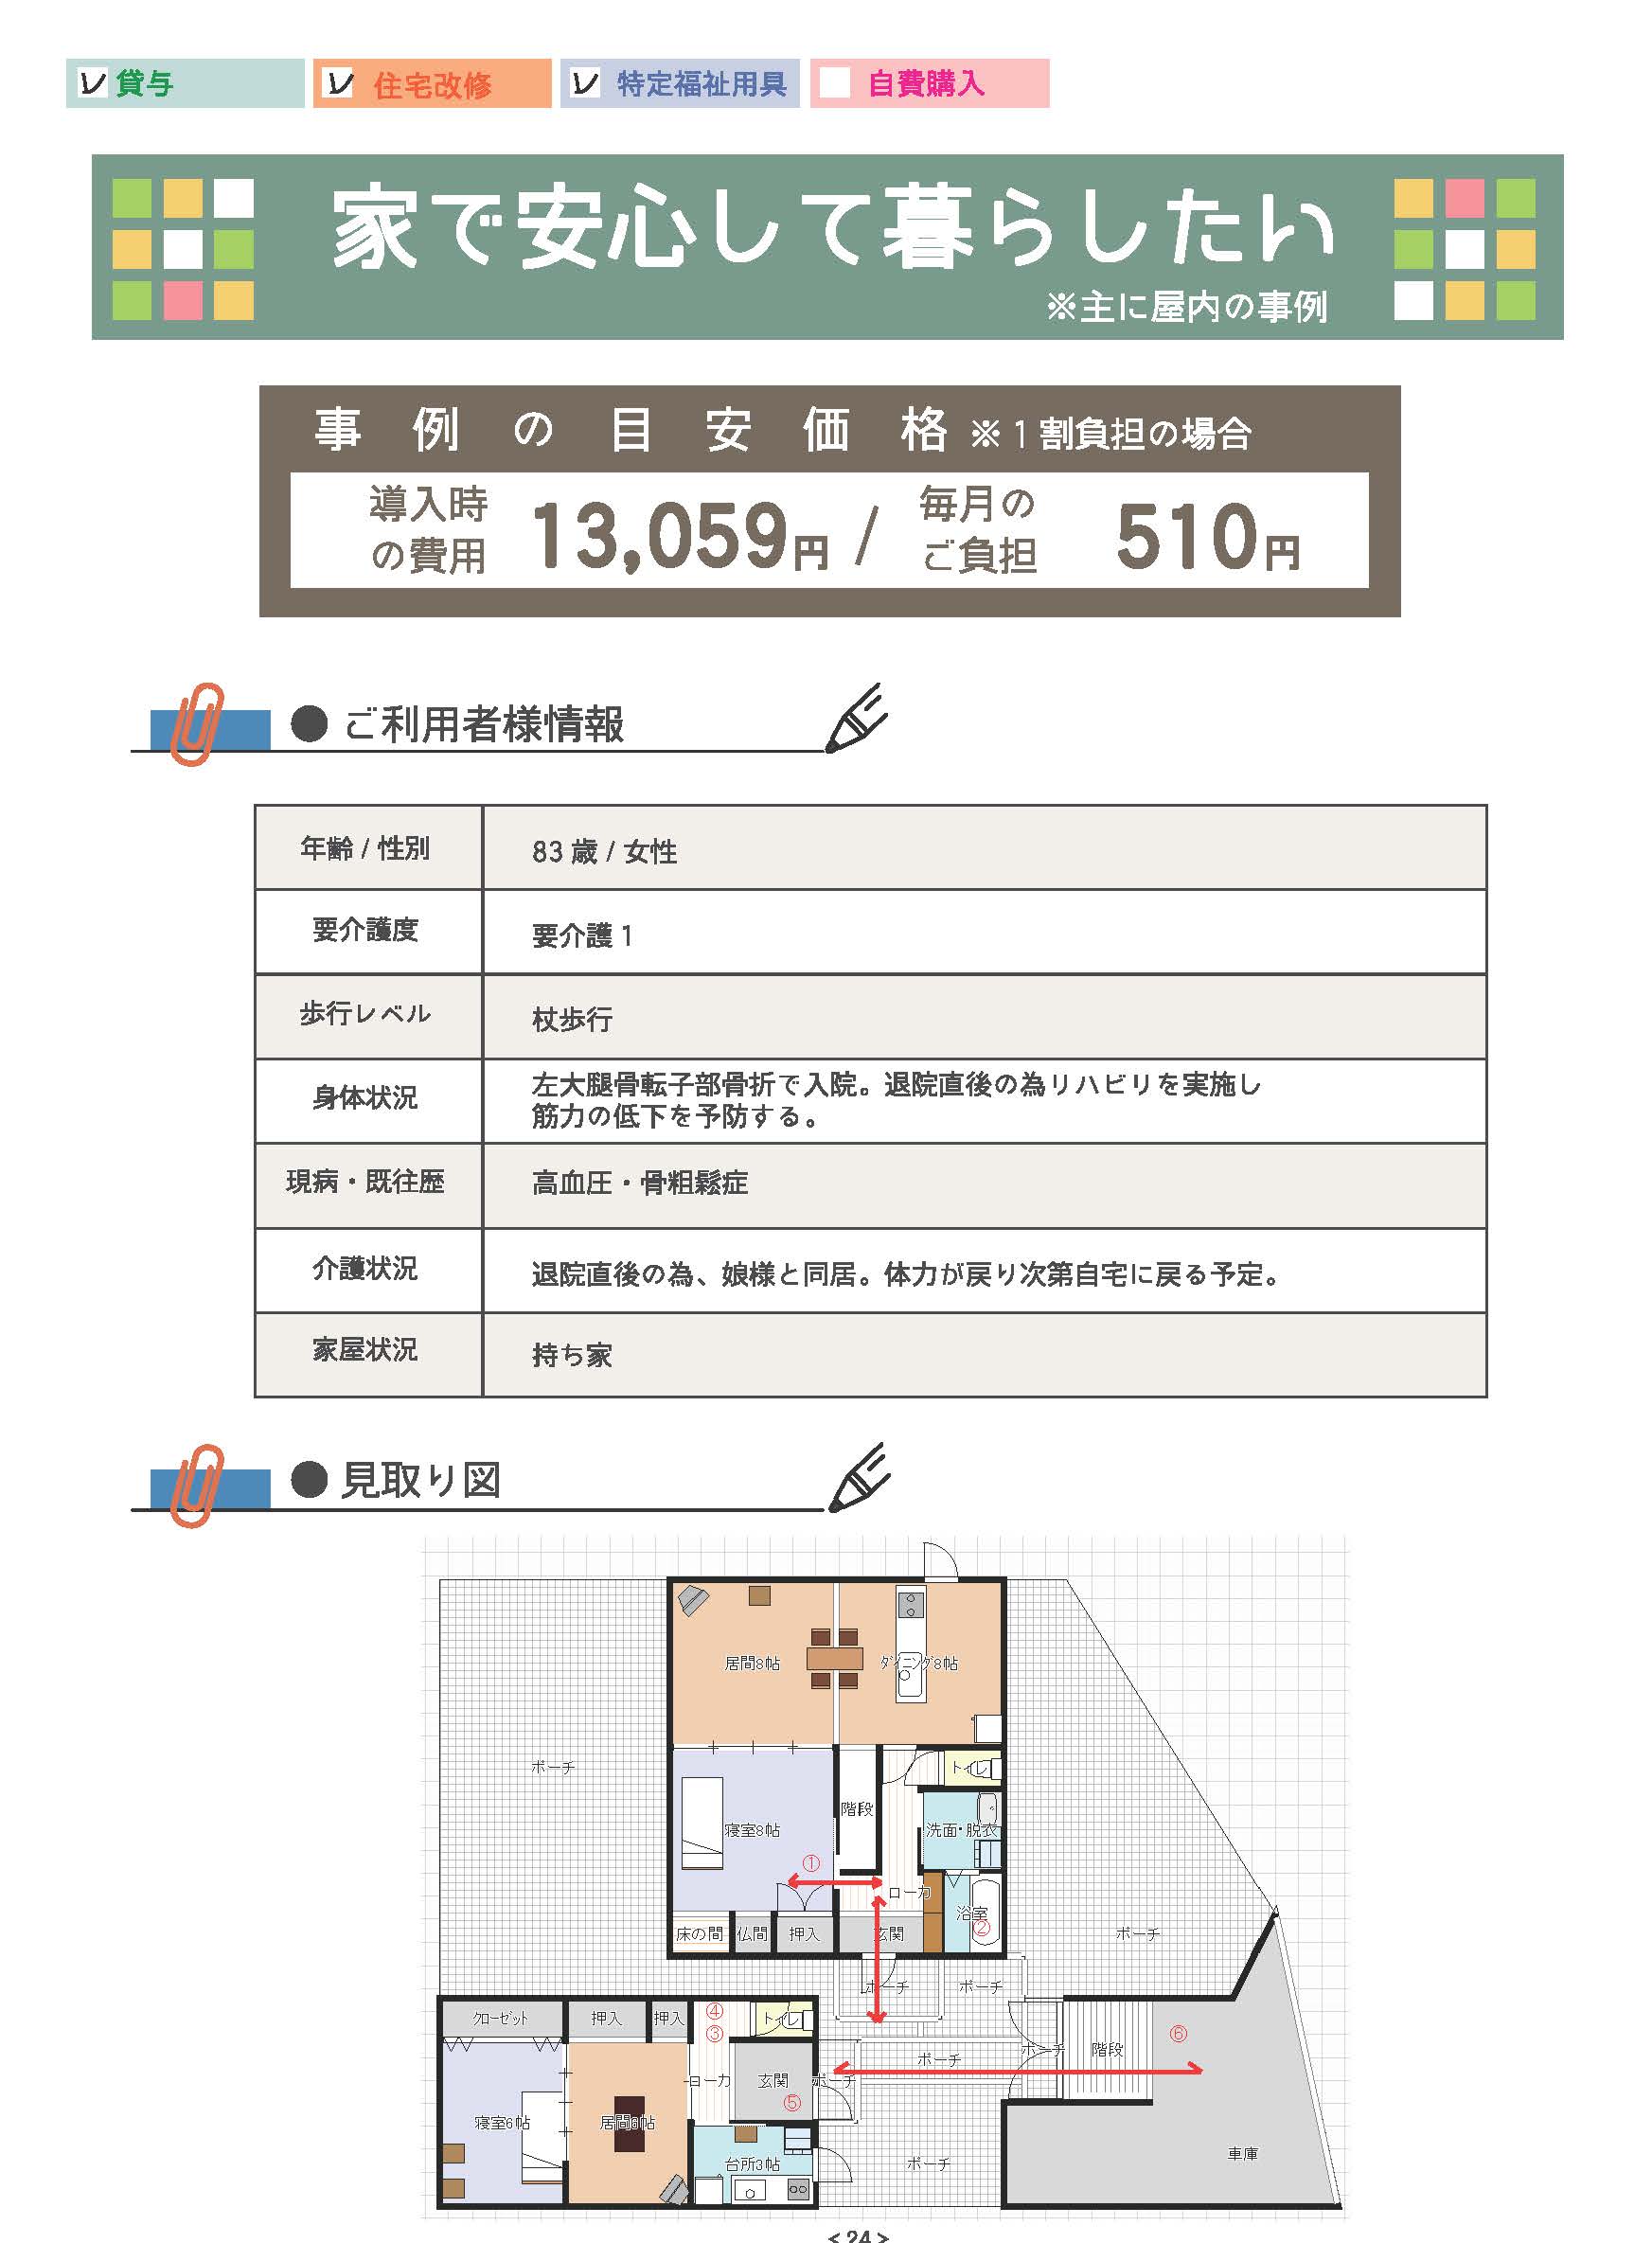 貸与
住宅改修
特定福祉用具
自費購入
家で安心して暮らしたい
※主に屋内の事例
事例の目安価格 ※1割負担の場合
導入時の費用 13,059円 / 毎月のご負担 510円
● ご利用者様情報
年齢 / 性別 83 歳 / 女性
要介護度 要介護 1
歩行レベル 杖歩行
身体状況 左大腿骨転子部骨折で入院。退院直後の為リハビリを実施し
筋力の低下を予防する。
現病・既往歴 高血圧・骨粗鬆症
介護状況 退院直後の為、娘様と同居。体力が戻り次第自宅に戻る予定。
家屋状況 持ち家
● 見取り図
居間8帖
ダイニング8帖
ポーチ
トイレ
階段
洗面・脱衣
寝室8帖
①
ローカ
浴室
②
床の間
仏間
押入
玄関
ポーチ
ポーチ
ポーチ
クローゼット
押入
押入
④
③
トイレ
ポーチ
ポーチ
階段
⑥
ローカ
玄関
ポーチ
⑤
寝室6帖
居間6帖
台所3帖
ポーチ
車庫
< 24 >